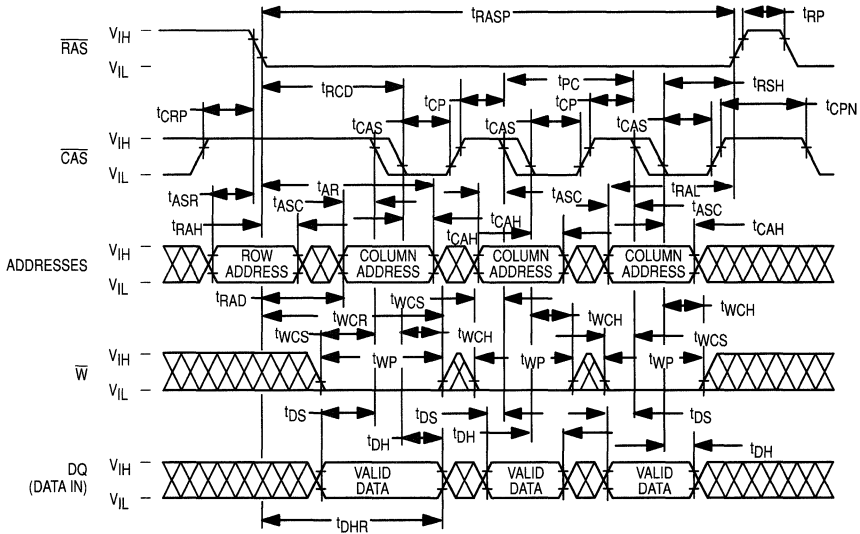 tRASP
tRP
RAS
VIH
VIL
tRCD
tCRP
tCP
tPC
tCP
tRSH
tCPN
tCAS
tCAS
tCAS
CAS
VIH
VIL
tASR
tAR
tASC
tASC
tRAL
tASC
tRAH
tCAH
tCAH
tCAH
ADDRESSES
VIH
VIL
ROW
ADDRESS
COLUMN
ADDRESS
COLUMN
ADDRESS
COLUMN
ADDRESS
tRAD
tWCS
tWCH
tWCR
tWCS
tWCH
tWCH
tWCS
W
VIH
VIL
tWP
tWP
tWP
tDS
tDS
tDS
tDH
tDH
tDH
DQ
(DATA IN)
VIH
VIL
VALID
DATA
VALID
DATA
VALID
DATA
tDHR